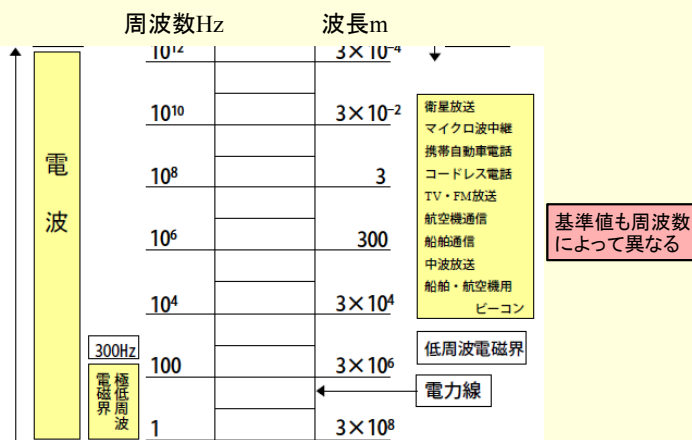 周波数Hz 波長m
10¹² 3×10⁻⁴
10¹⁰ 3×10⁻²
10⁸ 3
10⁶ 300
10⁴ 3×10⁴
100 3×10⁶
1 3×10⁸
電波
300Hz
極低周波
電磁界
衛星放送
マイクロ波中継
携帯自動車電話
コードレス電話
TV・FM放送
航空機通信
船舶通信
中波放送
船舶・航空機用
ビーコン
低周波電磁界
電力線
基準値も周波数
によって異なる